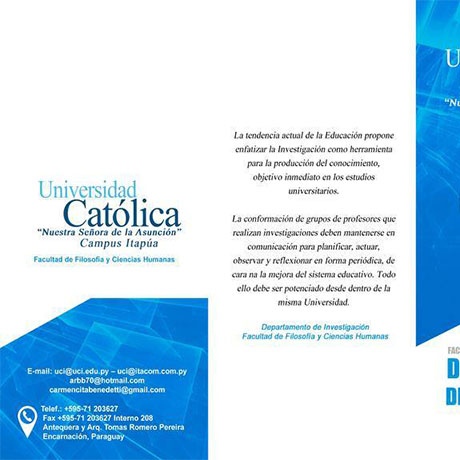 Universidad
Católica
"Nuestra Señora de la Asunción"
Campus Itapúa
Facultad de Filosofía y Ciencias Humanas
E-mail: uci@uci.edu.py – uci@itacom.com.py
arbb70@hotmail.com
carmencitabenedetti@gmail.com
Telef.: +595-71 203627
Fax +595-71 203627 Interno 208
Antequera y Arq. Tomas Romero Pereira
Encarnación, Paraguay
La tendencia actual de la Educación propone
enfatizar la Investigación como herramienta
para la producción del conocimiento,
objetivo inmediato en los estudios
universitarios.
La conformación de grupos de profesores que
realizan investigaciones deben mantenerse en
comunicación para planificar, actuar,
observar y reflexionar en forma periódica, de
cara na la mejora del sistema educativo. Todo
ello debe ser potenciado desde dentro de la
misma Universidad.
Departamento de Investigación
Facultad de Filosofía y Ciencias Humanas
U
"Nu
FAC
D
DE